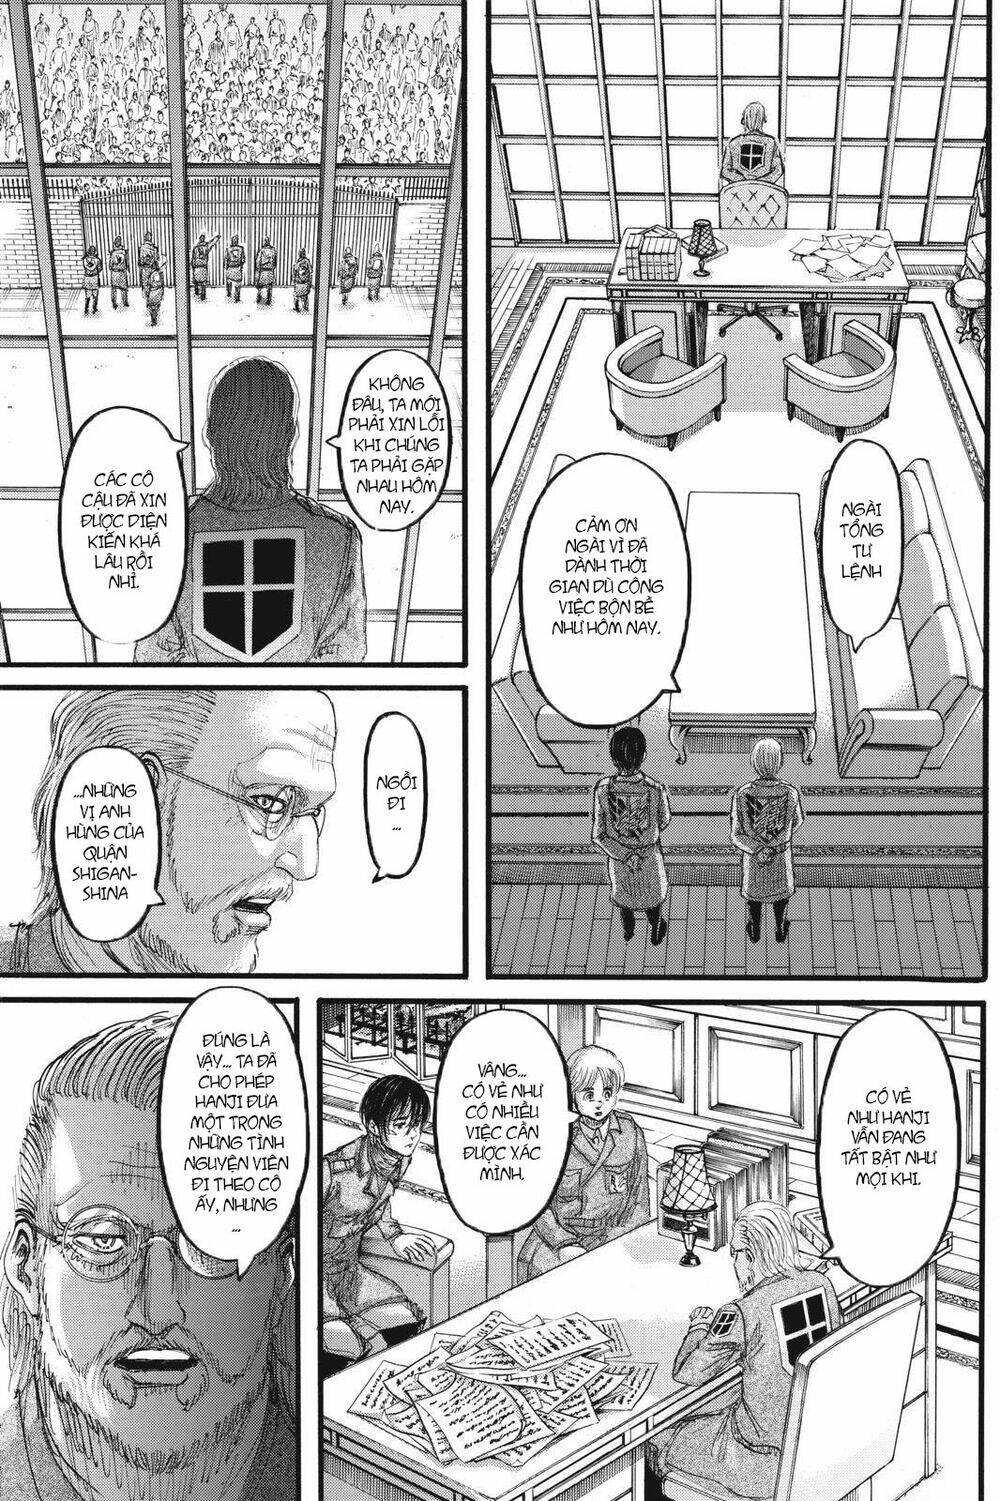 NGÀI
TỔNG
TƯ
LỆNH
CẢM ƠN
NGÀI VÌ ĐÃ
DÀNH THỜI
GIAN DÙ CÔNG
VIỆC BỘN BỀ
NHƯ HÔM NAY.
KHÔNG
ĐÂU, TA MỚI
PHẢI XIN LỖI
KHI CHÚNG
TA PHẢI GẶP
NHAU HÔM
NAY.
CÁC CÔ
CẬU ĐÃ XIN
ĐƯỢC DIỆN
KIẾN KHÁ
LÂU RỒI
NHỈ.
NGỒI
ĐI
...
...NHỮNG
VỊ ANH
HÙNG CỦA
QUẬN
SHIGAN-
SHINA
CÓ VẺ
NHƯ HANJI
VẪN ĐANG
TẤT BẬT NHƯ
MỌI KHI.
VÂNG...
CÓ VẺ NHƯ
CÓ NHIỀU
VIỆC CẦN
ĐƯỢC XÁC
MINH.
ĐÚNG LÀ
VẬY... TA ĐÃ
CHO PHÉP
HANJI ĐƯA
MỘT TRONG
NHỮNG TÌNH
NGUYỆN VIÊN
ĐI THEO CÔ
ẤY, NHƯNG
...